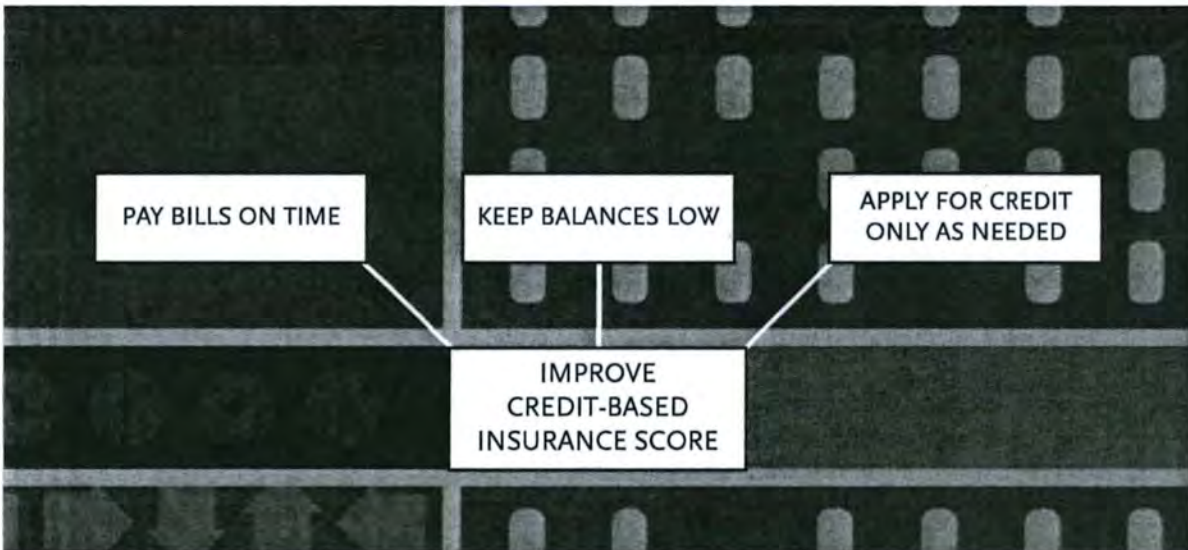 PAY BILLS ON TIME
KEEP BALANCES LOW
APPLY FOR CREDIT
ONLY AS NEEDED
IMPROVE
CREDIT-BASED
INSURANCE SCORE